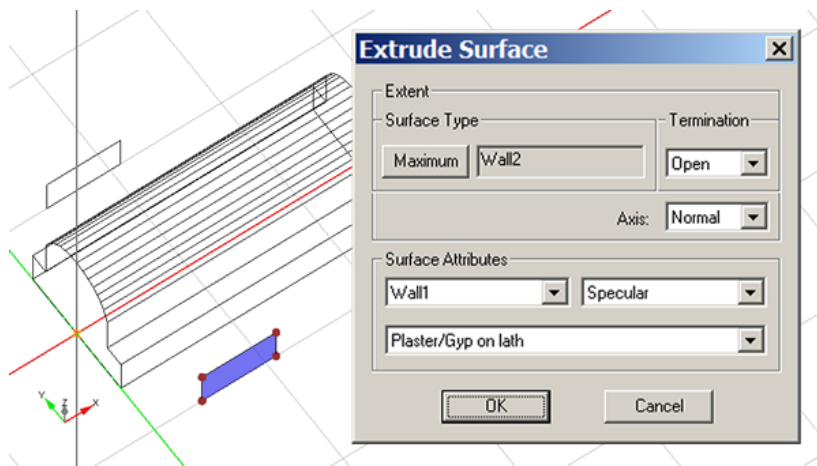 Extrude Surface
Extent
Surface Type
Termination
Maximum
Wall2
Open
Axis:
Normal
Surface Attributes
Wall1
Specular
Plaster/Gyp on lath
OK
Cancel
Y
Z
X